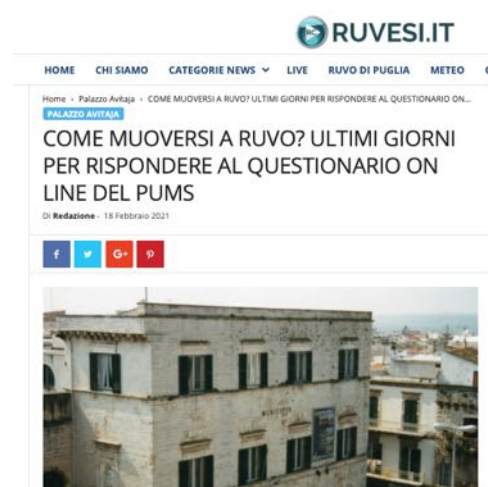 RUVESI.IT
HOME CHI SIAMO CATEGORIE NEWS LIVE RUVO DI PUGLIA METEO
Home › Palazzo Avitaja › COME MUOVERSI A RUVO? ULTIMI GIORNI PER RISPONDERE AL QUESTIONARIO ON...
PALAZZO AVITAJA
COME MUOVERSI A RUVO? ULTIMI GIORNI
PER RISPONDERE AL QUESTIONARIO ON
LINE DEL PUMS
Di Redazione - 18 Febbraio 2021
f G+
MUNICIPIO